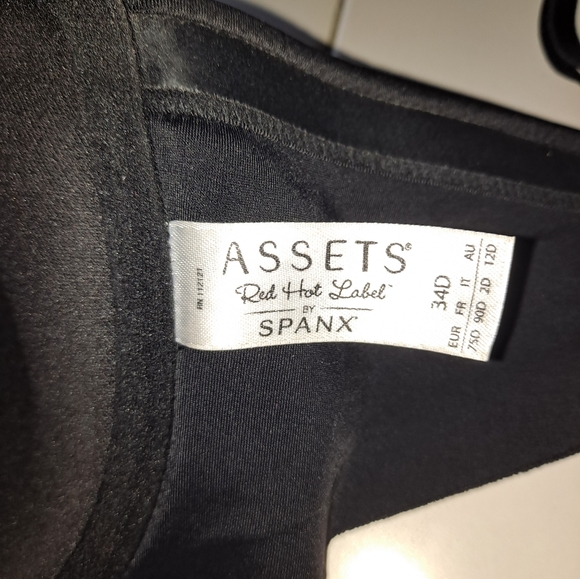 ASSETS®
Red Hot Label™
BY
SPANX®
RN 112121
34D
EUR FR IT AU
75D 90D 2D 12D